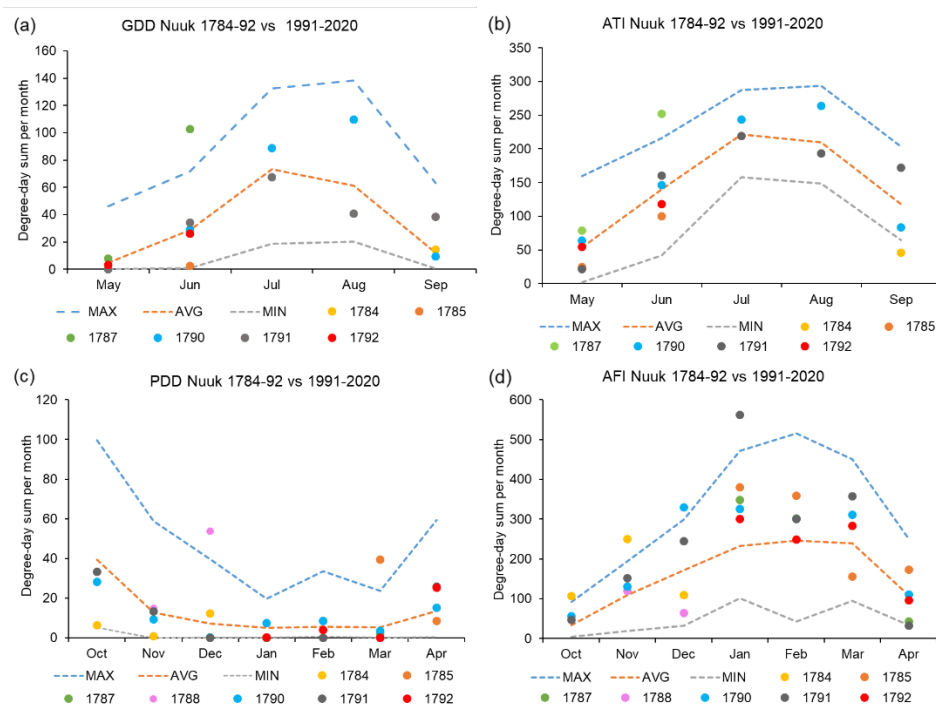 (a) GDD Nuuk 1784-92 vs 1991-2020
Degree-day sum per month
160
140
120
100
80
60
40
20
0
May Jun Jul Aug Sep
MAX AVG MIN 1784 1785
1787 1790 1791 1792
(b) ATI Nuuk 1784-92 vs 1991-2020
Degree-day sum per month
350
300
250
200
150
100
50
0
May Jun Jul Aug Sep
MAX AVG MIN 1784 1785
1787 1790 1791 1792
(c) PDD Nuuk 1784-92 vs 1991-2020
Degree-day sum per month
120
100
80
60
40
20
0
Oct Nov Dec Jan Feb Mar Apr
MAX AVG MIN 1784 1785
1787 1788 1790 1791 1792
(d) AFI Nuuk 1784-92 vs 1991-2020
Degree-day sum per month
600
500
400
300
200
100
0
Oct Nov Dec Jan Feb Mar Apr
MAX AVG MIN 1784 1785
1787 1788 1790 1791 1792